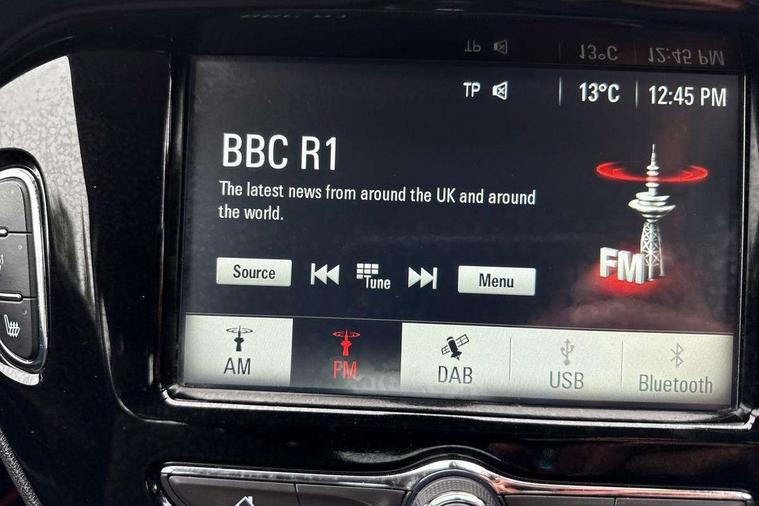 TP 13°C 12:45 PM
BBC R1
The latest news from around the UK and around
the world.
FM
Source Tune Menu
AM FM DAB USB Bluetooth